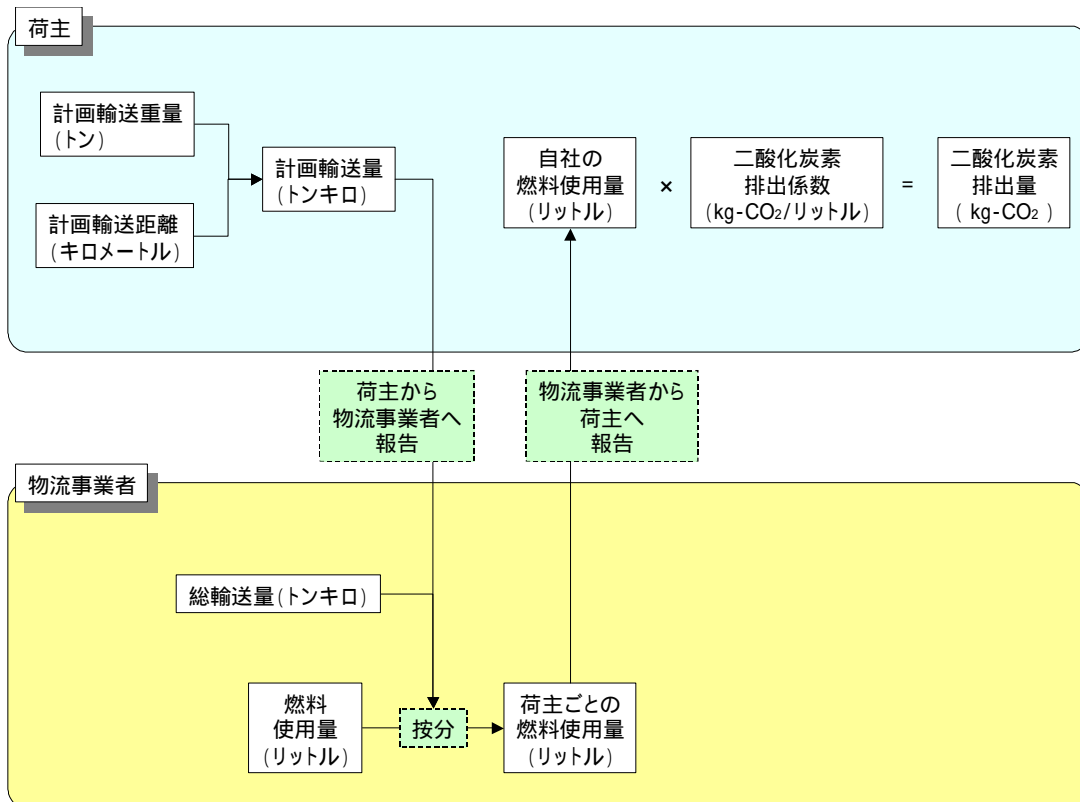 荷主
計画輸送重量
(トン)
計画輸送距離
(キロメートル)
計画輸送量
(トンキロ)
自社の
燃料使用量
(リットル)
×
二酸化炭素
排出係数
(kg-CO₂/リットル)
=
二酸化炭素
排出量
( kg-CO₂ )
荷主から
物流事業者へ
報告
物流事業者から
荷主へ
報告
物流事業者
総輸送量(トンキロ)
燃料
使用量
(リットル)
按分
荷主ごとの
燃料使用量
(リットル)